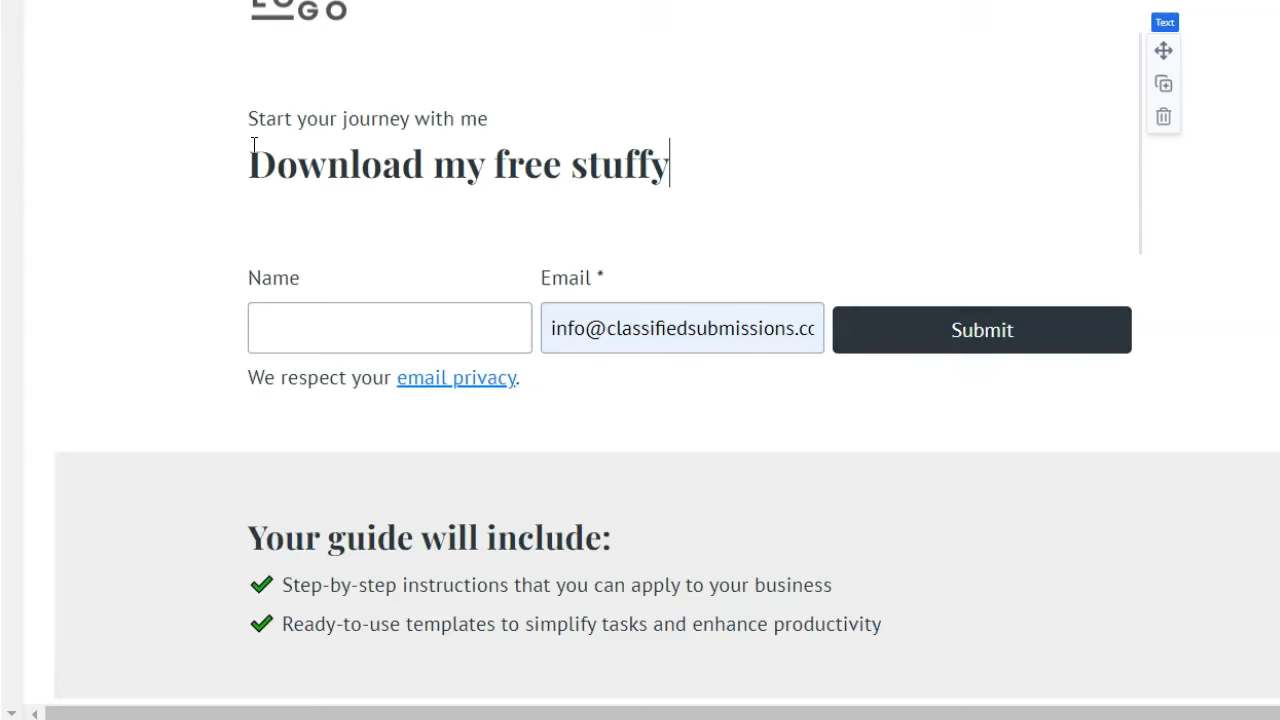 LOGO
Text
Start your journey with me
Download my free stuffy
Name
Email *
info@classifiedsubmissions.cc
Submit
We respect your email privacy.
Your guide will include:
Step-by-step instructions that you can apply to your business
Ready-to-use templates to simplify tasks and enhance productivity